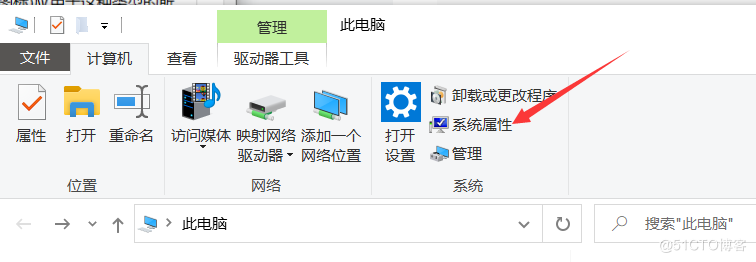 管理
此电脑
文件
计算机
查看
驱动器工具
属性
打开
重命名
访问媒体
映射网络
驱动器
添加一个
网络位置
打开
设置
卸载或更改程序
系统属性
管理
位置
网络
系统
此电脑
搜索"此电脑"
@51CTO博客